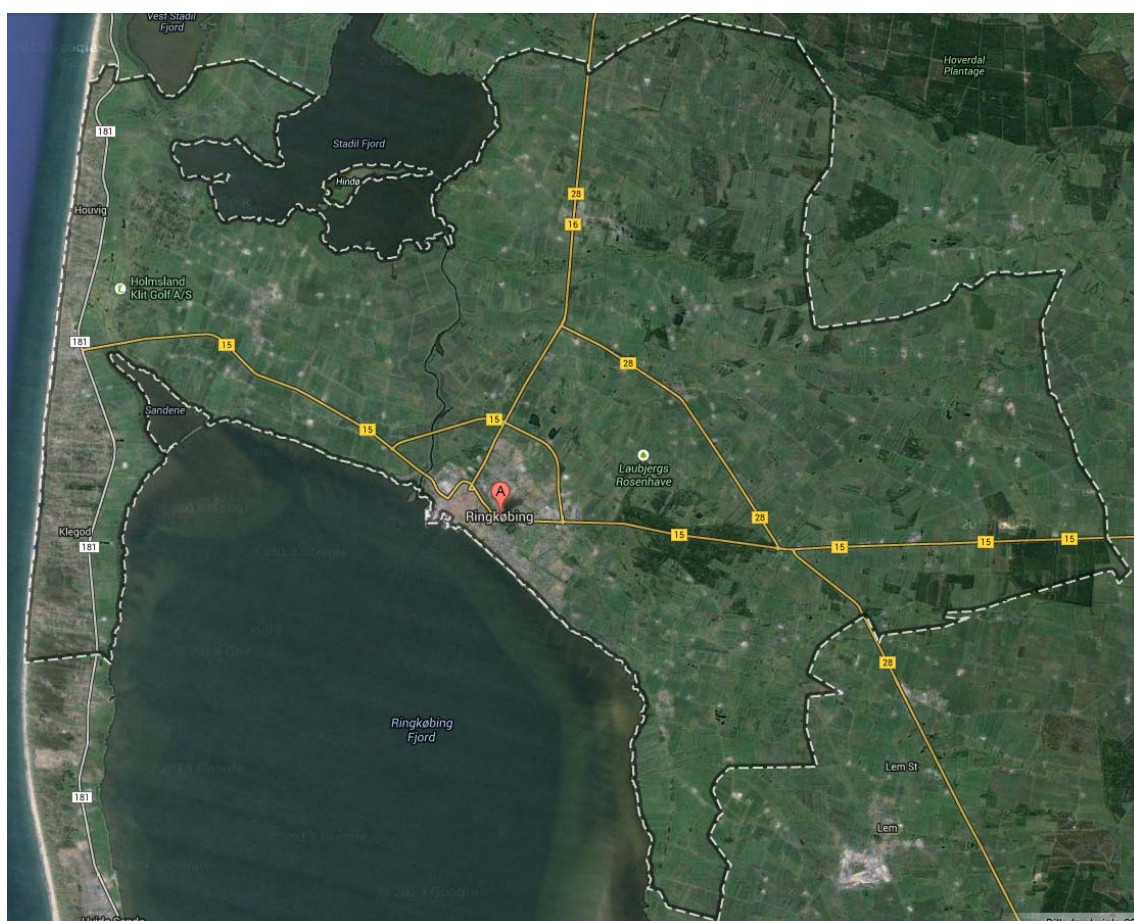 Vest Stadil
Fjord
Hoverdal
Plantage
181
Stadil Fjord
Hindø
28
Houvig
16
Holmsland
Klit Golf A/S
181
15
28
Sandene
15
15
Laubjergs
Rosenhave
A
Ringkøbing
28
15
15
15
15
Klegod
181
28
Ringkøbing
Fjord
Lem St
181
Lem